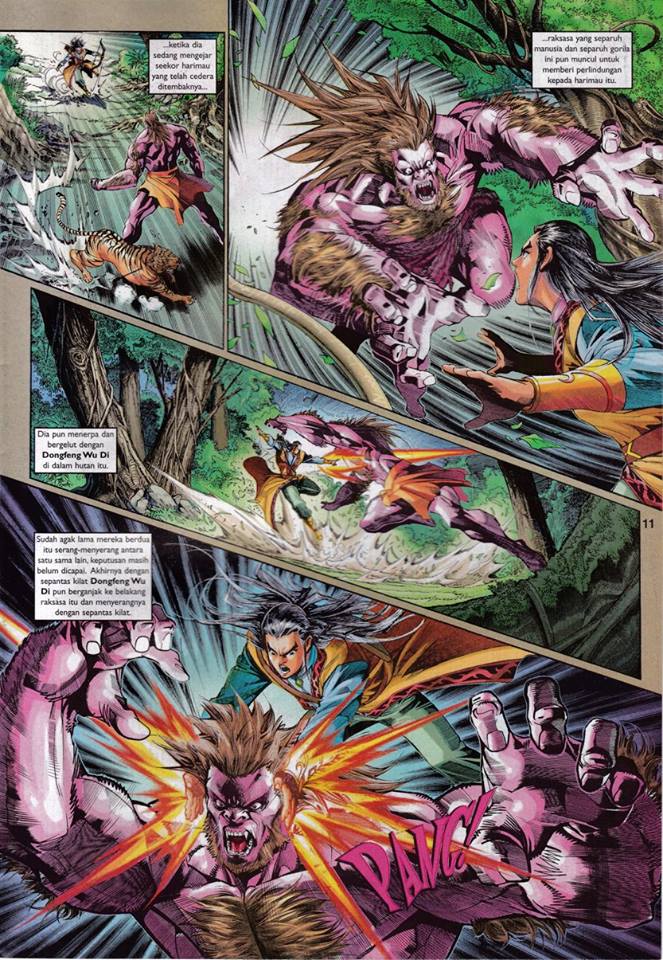 ...ketika dia
sedang mengejar
seekor harimau
yang telah cedera
ditembaknya...
...raksasa yang separuh
manusia dan separuh gorila
ini pun muncul untuk
memberi perlindungan
kepada harimau itu.
Dia pun menerpa dan
bergelut dengan
Dongfeng Wu Di
di dalam hutan itu.
11
Sudah agak lama mereka berdua
itu serang-menyerang antara
satu sama lain, keputusan masih
belum dicapai. Akhirnya dengan
sepantas kilat Dongfeng Wu
Di pun berganjak ke belakang
raksasa itu dan menyerangnya
dengan sepantas kilat.
PANG!